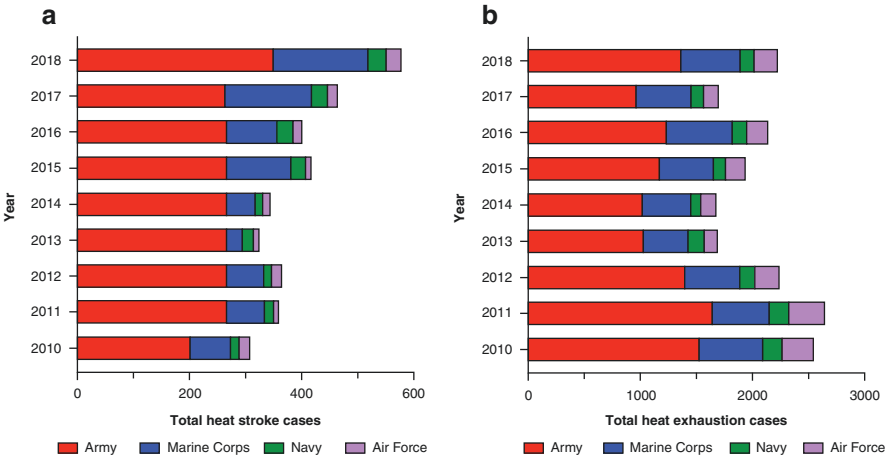 a
Year
2018
2017
2016
2015
2014
2013
2012
2011
2010
0 200 400 600
Total heat stroke cases
Army Marine Corps Navy Air Force
b
Year
2018
2017
2016
2015
2014
2013
2012
2011
2010
0 1000 2000 3000
Total heat exhaustion cases
Army Marine Corps Navy Air Force